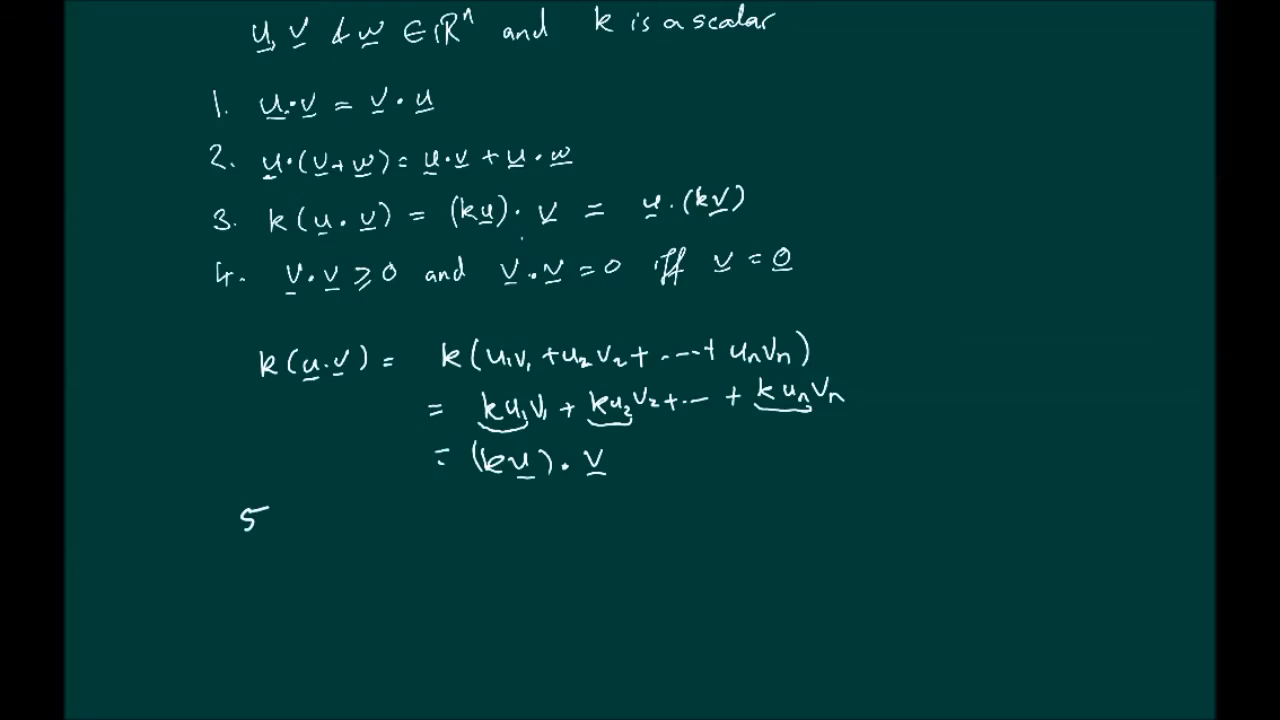 u, v & w ∈ ℝⁿ and k is a scalar
1. u·v = v·u
2. u·(v+w) = u·v + u·w
3. k(u·v) = (ku)·v = u·(kv)
4. v·v ≥ 0 and v·v = 0 iff v = 0
k(u·v) = k(u₁v₁ + u₂v₂ + ---- + uₙvₙ)
= ku₁v₁ + ku₂v₂ + ... + kuₙvₙ
= (ku)·v
5